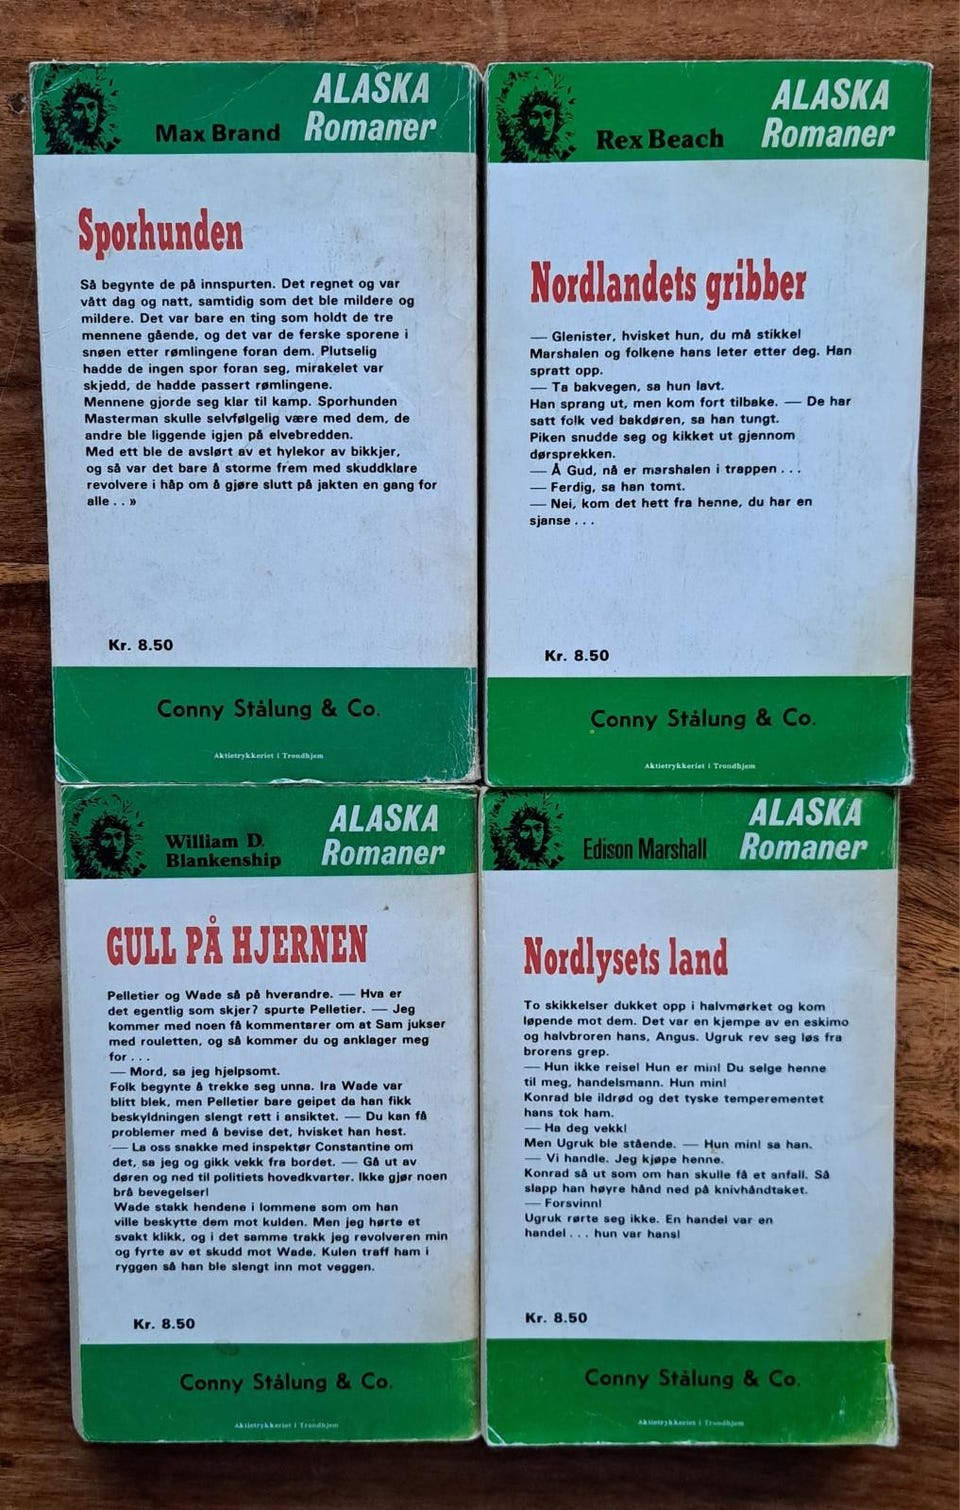 ALASKA
Max Brand Romaner
Sporhunden
Så begynte de på innspurten. Det regnet og var
vått dag og natt, samtidig som det ble mildere og
mildere. Det var bare en ting som holdt de tre
mennene gående, og det var de ferske sporene i
snøen etter rømlingene foran dem. Plutselig
hadde de ingen spor foran seg, mirakelet var
skjedd, de hadde passert rømlingene.
Mennene gjorde seg klar til kamp. Sporhunden
Masterman skulle selvfølgelig være med dem, de
andre ble liggende igjen på elvebredden.
Med ett ble de avslørt av et hylekor av bikkjer,
og så var det bare å storme frem med skuddklare
revolvere i håp om å gjøre slutt på jakten en gang for
alle . . »
Kr. 8.50
Conny Stålung & Co.
Aktietrykkeriet i Trondhjem
ALASKA
Rex Beach Romaner
Nordlandets gribber
— Glenister, hvisket hun, du må stikke!
Marshalen og folkene hans leter etter deg. Han
spratt opp.
— Ta bakvegen, sa hun lavt.
Han sprang ut, men kom fort tilbake. — De har
satt folk ved bakdøren, sa han tungt.
Piken snudde seg og kikket ut gjennom
dørsprekken.
— Å Gud, nå er marshalen i trappen . . .
— Ferdig, sa han tomt.
— Nei, kom det hett fra henne, du har en
sjanse . . .
Kr. 8.50
Conny Stålung & Co.
Aktietrykkeriet i Trondhjem
ALASKA
William D.
Blankenship Romaner
GULL PÅ HJERNEN
Pelletier og Wade så på hverandre. — Hva er
det egentlig som skjer? spurte Pelletier. — Jeg
kommer med noen få kommentarer om at Sam jukser
med rouletten, og så kommer du og anklager meg
for . . .
— Mord, sa jeg hjelpsomt.
Folk begynte å trekke seg unna. Ira Wade var
blitt blek, men Pelletier bare geipet da han fikk
beskyldningen slengt rett i ansiktet. — Du kan få
problemer med å bevise det, hvisket han hest.
— La oss snakke med inspektør Constantine om
det, sa jeg og gikk vekk fra bordet. — Gå ut av
døren og ned til politiets hovedkvarter. Ikke gjør noen
brå bevegelser!
Wade stakk hendene i lommene som om han
ville beskytte dem mot kulden. Men jeg hørte et
svakt klikk, og i det samme trakk jeg revolveren min
og fyrte av et skudd mot Wade. Kulen traff ham i
ryggen så han ble slengt inn mot veggen.
Kr. 8.50
Conny Stålung & Co.
Aktietrykkeriet i Trondhjem
ALASKA
Edison Marshall Romaner
Nordlysets land
To skikkelser dukket opp i halvmørket og kom
løpende mot dem. Det var en kjempe av en eskimo
og halvbroren hans, Angus. Ugruk rev seg løs fra
brorens grep.
— Hun ikke reise! Hun er min! Du selge henne
til meg, handelsmann. Hun min!
Konrad ble ildrød og det tyske temperementet
hans tok ham.
— Ha deg vekk!
Men Ugruk ble stående. — Hun min! sa han.
— Vi handle. Jeg kjøpe henne.
Konrad så ut som om han skulle få et anfall. Så
slapp han høyre hånd ned på knivhåndtaket.
— Forsvinn!
Ugruk rørte seg ikke. En handel var en
handel . . . hun var hans!
Kr. 8.50
Conny Stålung & Co.
Aktietrykkeriet i Trondhjem